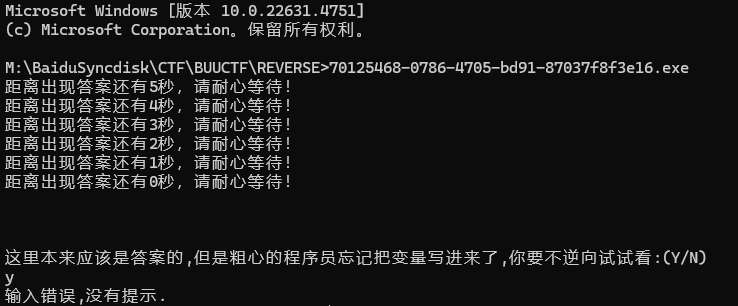 Microsoft Windows [版本 10.0.22631.4751]
(c) Microsoft Corporation。保留所有权利。
M:\BaiduSyncdisk\CTF\BUUCTF\REVERSE>70125468-0786-4705-bd91-87037f8f3e16.exe
距离出现答案还有5秒，请耐心等待！
距离出现答案还有4秒，请耐心等待！
距离出现答案还有3秒，请耐心等待！
距离出现答案还有2秒，请耐心等待！
距离出现答案还有1秒，请耐心等待！
距离出现答案还有0秒，请耐心等待！
这里本来应该是答案的,但是粗心的程序员忘记把变量写进来了,你要不逆向试试看:(Y/N)
y
输入错误,没有提示.